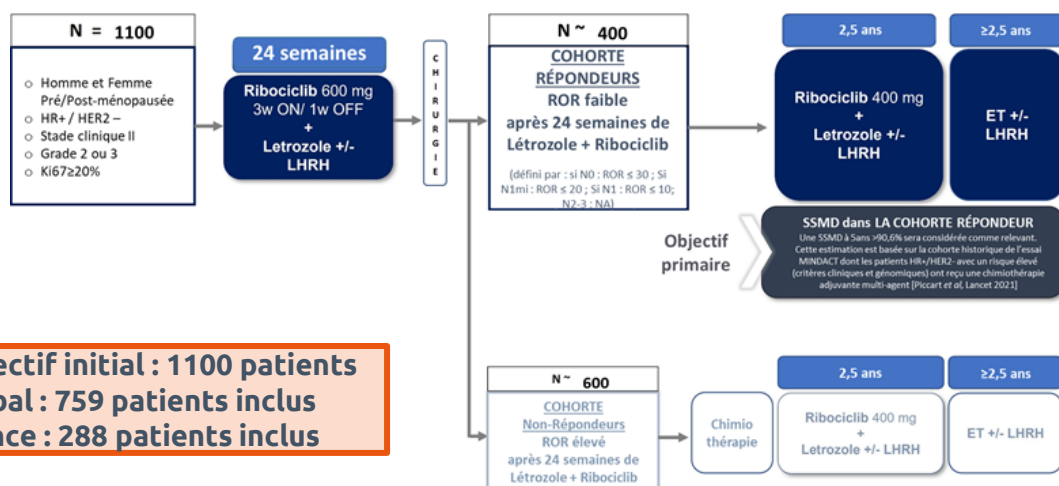 N = 1100
Homme et Femme
Pré/Post-ménopausée
HR+ / HER2 –
Stade clinique II
Grade 2 ou 3
Ki67≥20%
24 semaines
Ribociclib 600 mg
3w ON/ 1w OFF
+
Letrozole +/-
LHRH
CHIRURGIE
N ~ 400
COHORTE
RÉPONDEURS
ROR faible
après 24 semaines de
Létrozole + Ribociclib
(défini par : si N0 : ROR ≤ 30 ; Si
N1mi : ROR ≤ 20 ; Si N1 : ROR ≤ 10;
N2-3 : NA)
2,5 ans
Ribociclib 400 mg
+
Letrozole +/-
LHRH
≥2,5 ans
ET +/-
LHRH
Objectif
primaire
SSMD dans LA COHORTE RÉPONDEUR
Une SSMD à 5ans >90,6% sera considérée comme relevant.
Cette estimation est basée sur la cohorte historique de l'essai
MINDACT dont les patients HR+/HER2- avec un risque élevé
(critères cliniques et génomiques) ont reçu une chimiothérapie
adjuvante multi-agent [Piccart et al, Lancet 2021]
ectif initial : 1100 patients
bal : 759 patients inclus
nce : 288 patients inclus
N ~ 600
COHORTE
Non-Répondeurs
ROR élevé
après 24 semaines de
Létrozole + Ribociclib
Chimio
thérapie
2,5 ans
Ribociclib 400 mg
+
Letrozole +/- LHRH
≥2,5 ans
ET +/- LHRH